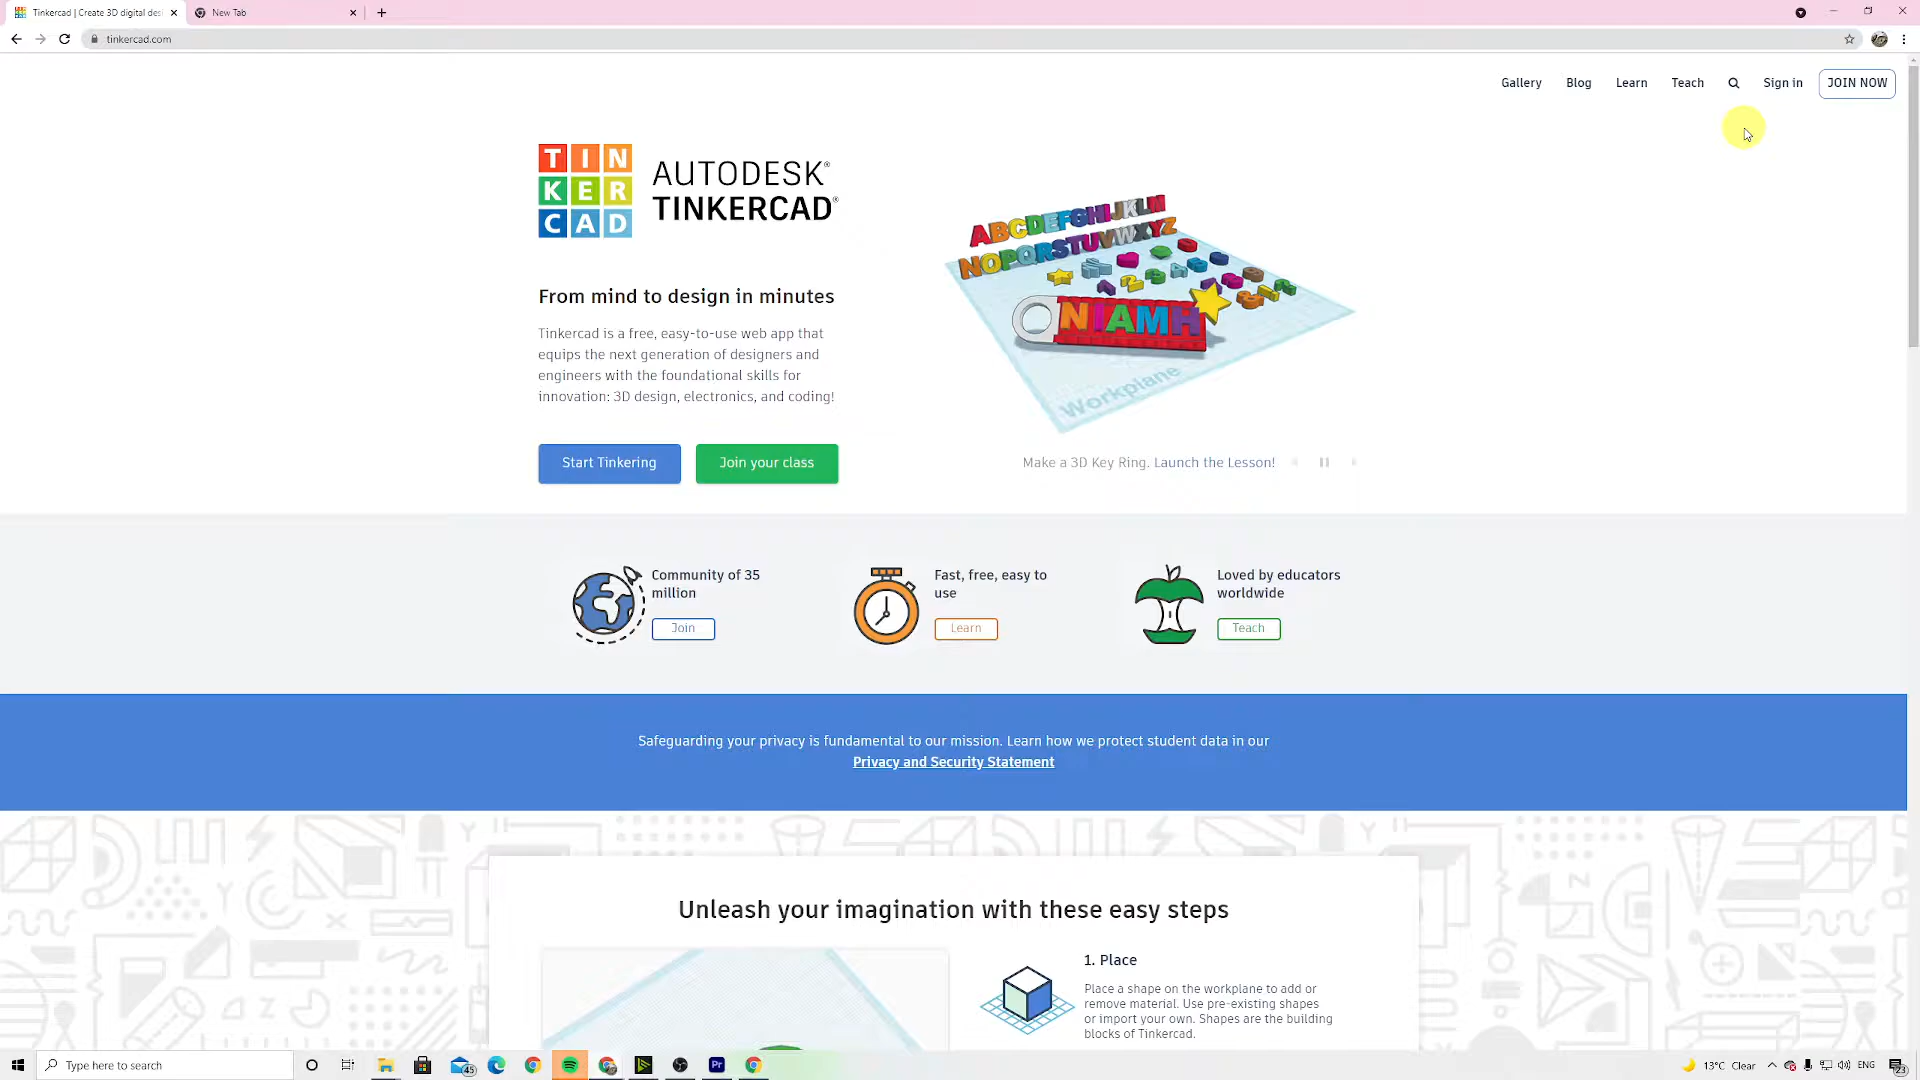 Tinkercad | Create 3D digital des
New Tab
tinkercad.com
Gallery
Blog
Learn
Teach
Sign in
JOIN NOW
TIN
KER
CAD
AUTODESK®
TINKERCAD®
ABCDEFGHIJKLM
NOPQRSTUVWXYZ
NIAMH
Workplane
From mind to design in minutes
Tinkercad is a free, easy-to-use web app that
equips the next generation of designers and
engineers with the foundational skills for
innovation: 3D design, electronics, and coding!
Start Tinkering
Join your class
Make a 3D Key Ring. Launch the Lesson!
Community of 35
million
Join
Fast, free, easy to
use
Learn
Loved by educators
worldwide
Teach
Safeguarding your privacy is fundamental to our mission. Learn how we protect student data in our
Privacy and Security Statement
Unleash your imagination with these easy steps
1. Place
Place a shape on the workplane to add or
remove material. Use pre-existing shapes
or import your own. Shapes are the building
blocks of Tinkercad.
Type here to search
45
Pr
13°C Clear
ENG
23